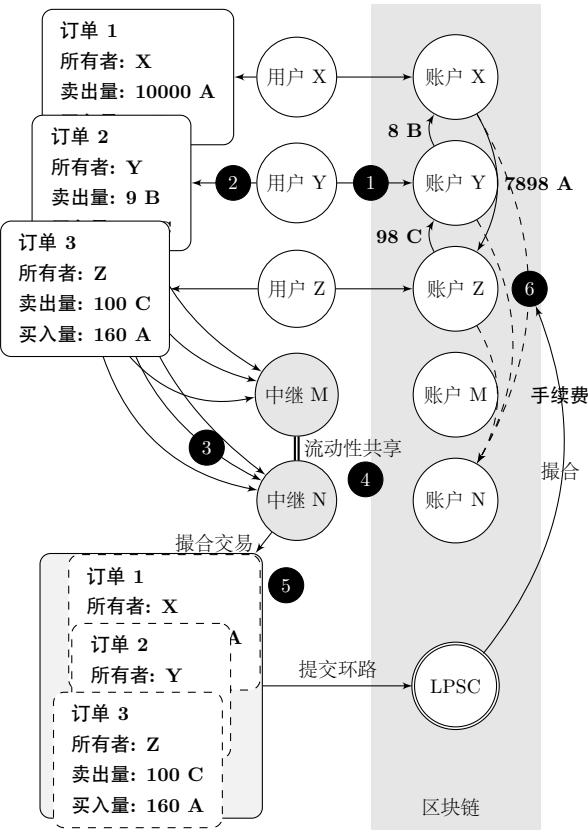 订单 1
所有者: X
卖出量: 10000 A
用户 X
账户 X
订单 2
所有者: Y
卖出量: 9 B
2
用户 Y
1
账户 Y
8 B
7898 A
98 C
订单 3
所有者: Z
卖出量: 100 C
买入量: 160 A
用户 Z
账户 Z
6
中继 M
账户 M
手续费
3
流动性共享
4
中继 N
账户 N
撮合
撮合交易
5
订单 1
所有者: X
A
订单 2
所有者: Y
订单 3
所有者: Z
卖出量: 100 C
买入量: 160 A
提交环路
LPSC
区块链